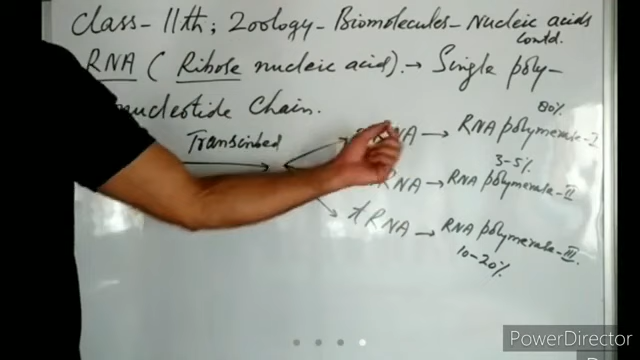 Class-11th; Zoology-Biomolecules-Nucleic acids
Contd.
RNA (Ribose nucleic acid).→ Single poly-
nucleotide Chain.
Transcribed
80%
RNA → RNA polymerase-I
3-5%
RNA → RNA polymerase-II
tRNA → RNA polymerase-III.
10-20%
PowerDirector